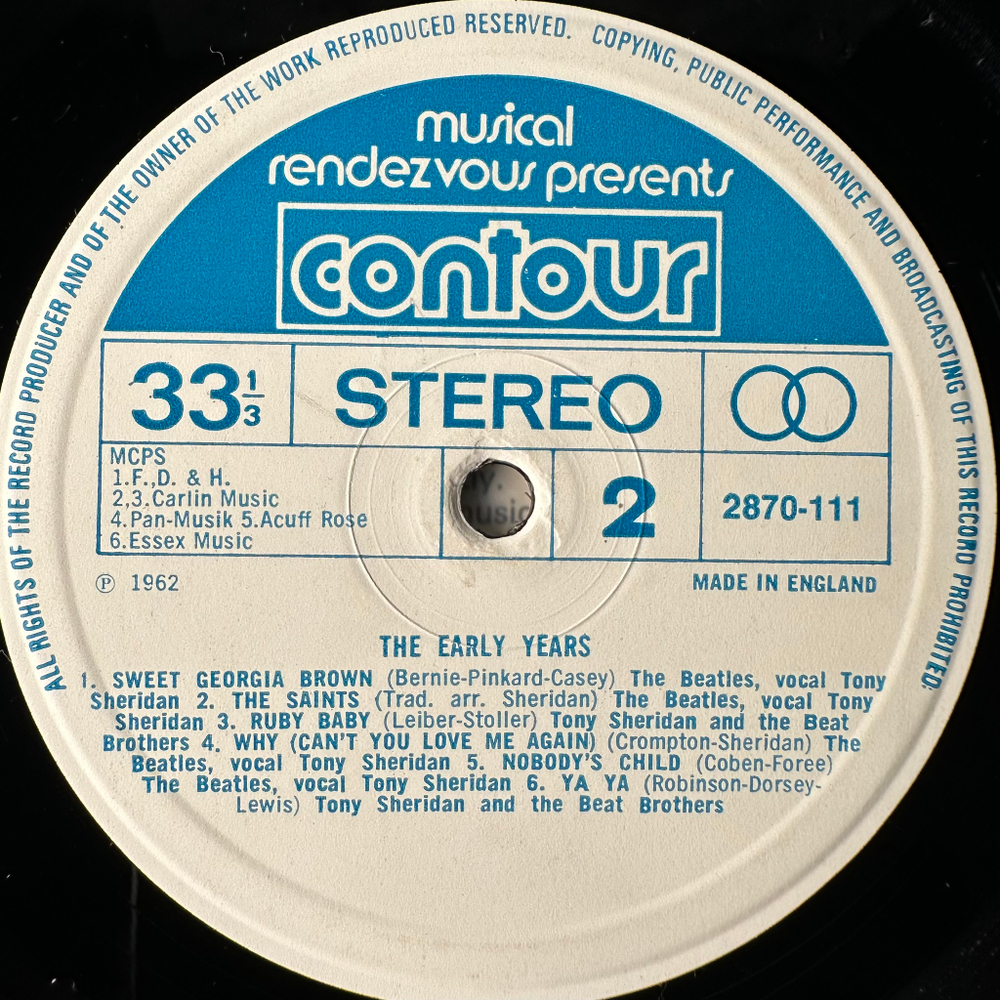 ALL RIGHTS OF THE RECORD PRODUCER AND OF THE OWNER OF THE WORK REPRODUCED RESERVED. COPYING, PUBLIC PERFORMANCE AND BROADCASTING OF THIS RECORD PROHIBITED.
musical
rendezvous presents
contour
33 1/3 STEREO
MCPS
1.F.,D. & H.
2,3.Carlin Music
4.Pan-Musik 5.Acuff Rose
6.Essex Music
2 2870-111
℗ 1962 MADE IN ENGLAND
THE EARLY YEARS
1. SWEET GEORGIA BROWN (Bernie-Pinkard-Casey) The Beatles, vocal Tony
Sheridan 2. THE SAINTS (Trad. arr. Sheridan) The Beatles, vocal Tony
Sheridan 3. RUBY BABY (Leiber-Stoller) Tony Sheridan and the Beat
Brothers 4. WHY (CAN'T YOU LOVE ME AGAIN) (Crompton-Sheridan) The
Beatles, vocal Tony Sheridan 5. NOBODY'S CHILD (Coben-Foree)
The Beatles, vocal Tony Sheridan 6. YA YA (Robinson-Dorsey-
Lewis) Tony Sheridan and the Beat Brothers